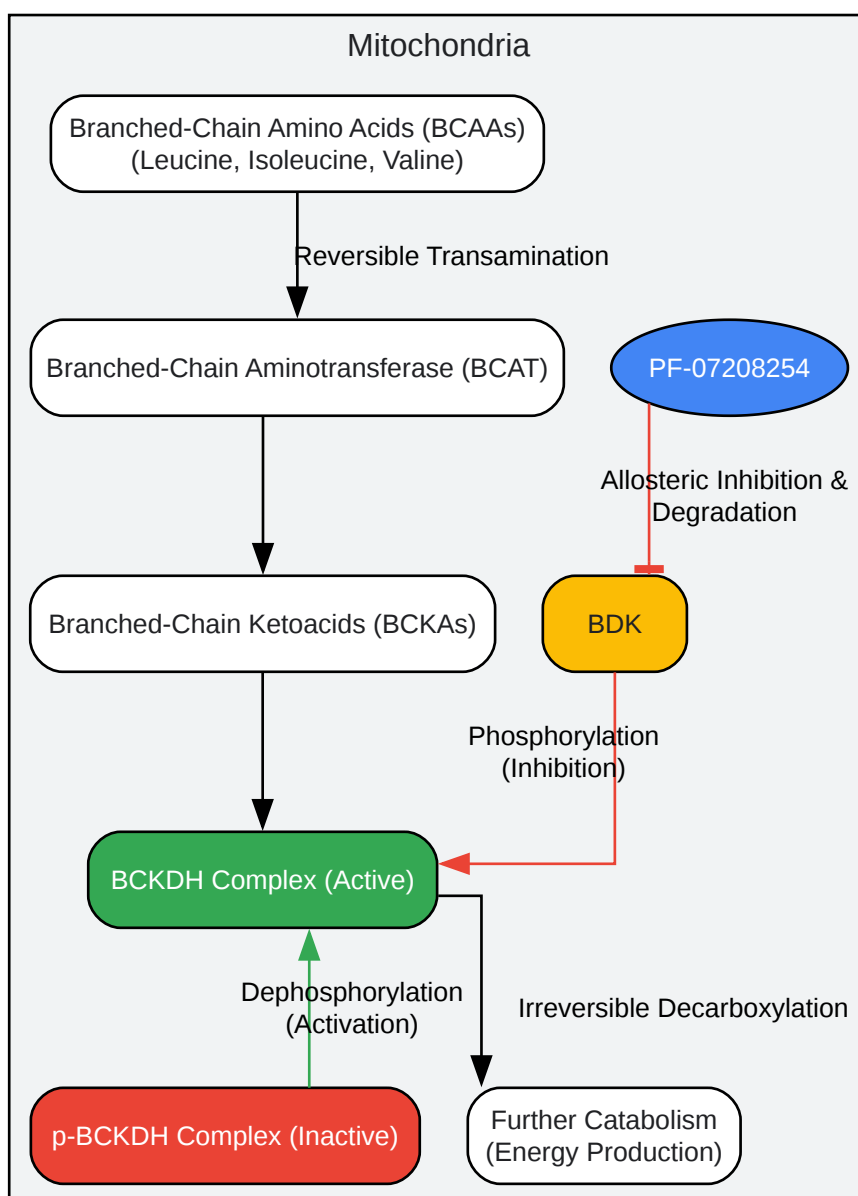 Mitochondria
Branched-Chain Amino Acids (BCAAs)
(Leucine, Isoleucine, Valine)
Reversible Transamination
Branched-Chain Aminotransferase (BCAT)
PF-07208254
Allosteric Inhibition &
Degradation
Branched-Chain Ketoacids (BCKAs)
BDK
Phosphorylation
(Inhibition)
BCKDH Complex (Active)
Dephosphorylation
(Activation)
Irreversible Decarboxylation
p-BCKDH Complex (Inactive)
Further Catabolism
(Energy Production)